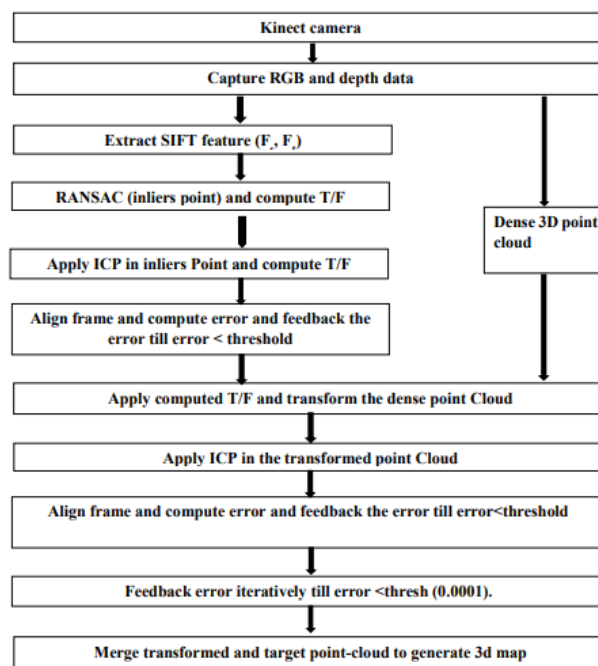 Kinect camera
Capture RGB and depth data
Extract SIFT feature (Fₛ, Fₜ)
RANSAC (inliers point) and compute T/F
Dense 3D point
cloud
Apply ICP in inliers Point and compute T/F
Align frame and compute error and feedback the
error till error < threshold
Apply computed T/F and transform the dense point Cloud
Apply ICP in the transformed point Cloud
Align frame and compute error and feedback the error till error<threshold
Feedback error iteratively till error <thresh (0.0001).
Merge transformed and target point-cloud to generate 3d map